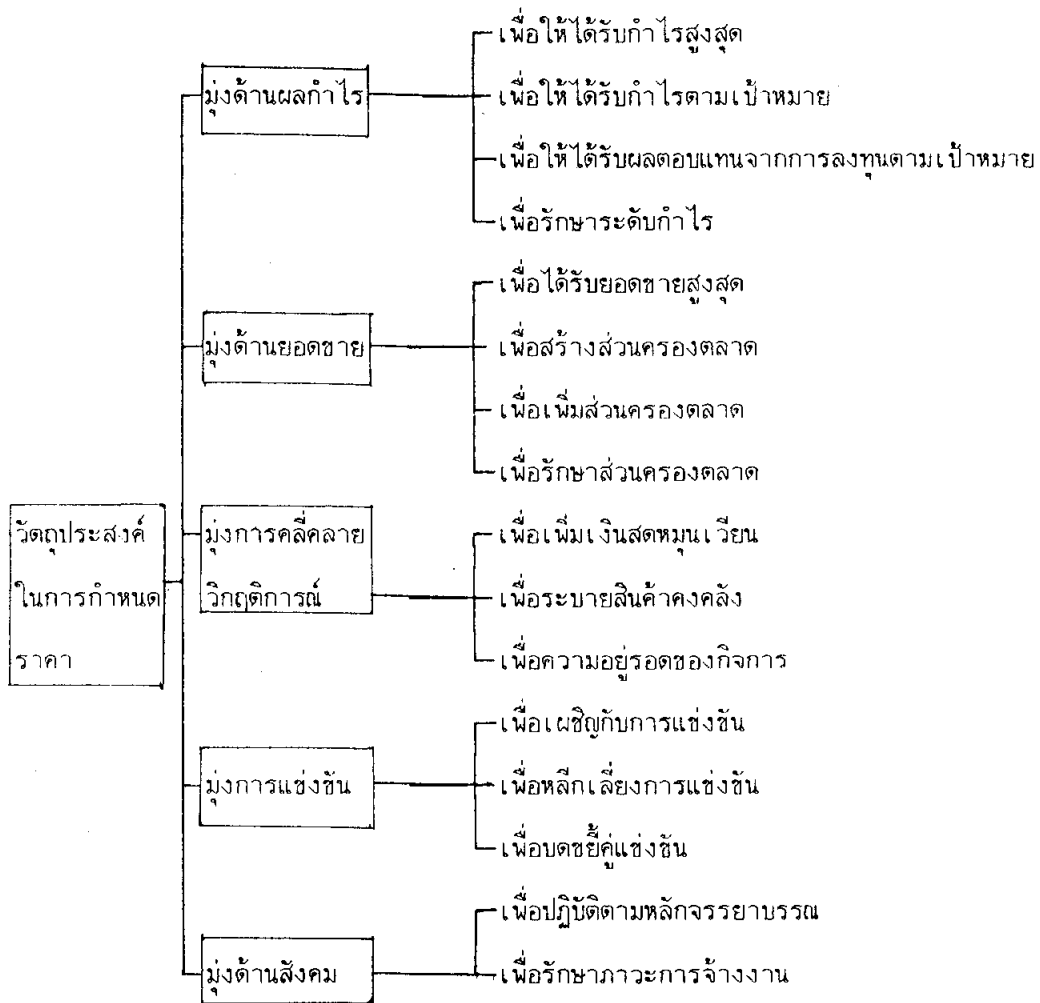 วัตถุประสงค์
ในการกำหนด
ราคา
มุ่งด้านผลกำไร
เพื่อให้ได้รับกำไรสูงสุด
เพื่อให้ได้รับกำไรตามเป้าหมาย
เพื่อให้ได้รับผลตอบแทนจากการลงทุนตามเป้าหมาย
เพื่อรักษาระดับกำไร
มุ่งด้านยอดขาย
เพื่อได้รับยอดขายสูงสุด
เพื่อสร้างส่วนครองตลาด
เพื่อเพิ่มส่วนครองตลาด
เพื่อรักษาส่วนครองตลาด
มุ่งการคลี่คลาย
วิกฤติการณ์
เพื่อเพิ่มเงินสดหมุนเวียน
เพื่อระบายสินค้าคงคลัง
เพื่อความอยู่รอดของกิจการ
มุ่งการแข่งขัน
เพื่อเผชิญกับการแข่งขัน
เพื่อหลีกเลี่ยงการแข่งขัน
เพื่อบดขยี้คู่แข่งขัน
มุ่งด้านสังคม
เพื่อปฏิบัติตามหลักจรรยาบรรณ
เพื่อรักษาภาวะการจ้างงาน